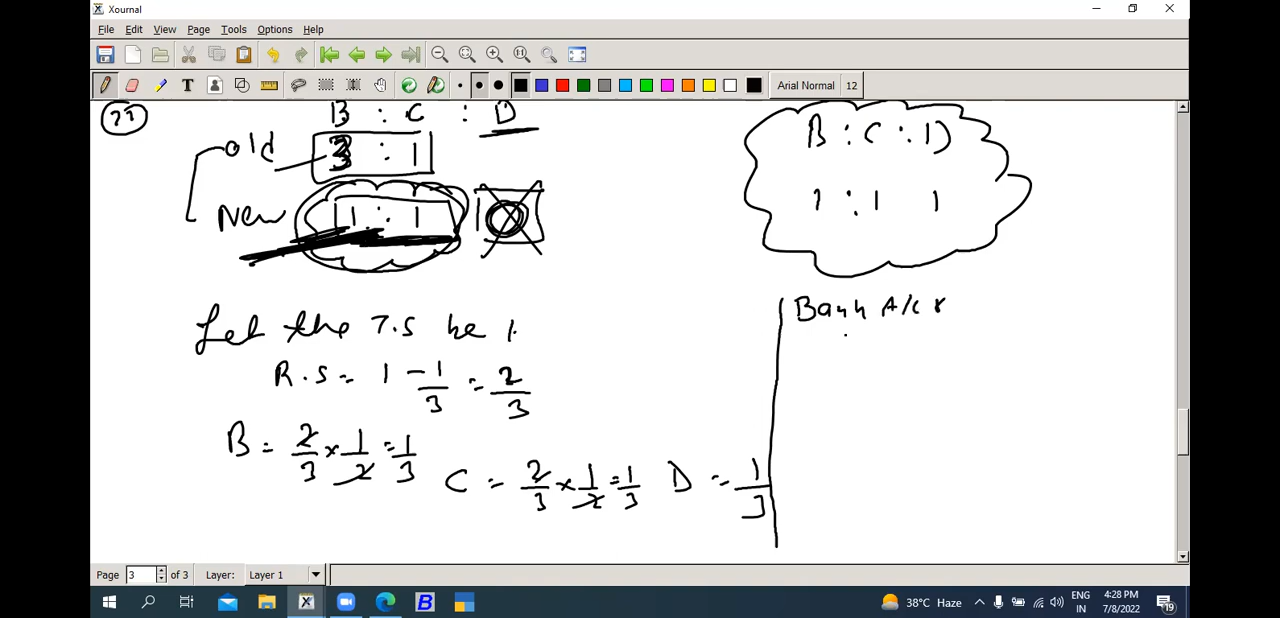 Xournal
File Edit View Page Tools Options Help
Arial Normal 12
B : C : D
old 3 : 1
New 1 : 1
B : C : D
1 : 1 1
Let the T.S be 1.
R.S = 1 - 1/3 = 2/3
B = 2/3 × 1/2 = 1/3
C = 2/3 × 1/2 = 1/3 D = 1/3
Bank A/c
Page 3 of 3 Layer: Layer 1
38°C Haze ENG IN 4:28 PM 7/8/2022 19